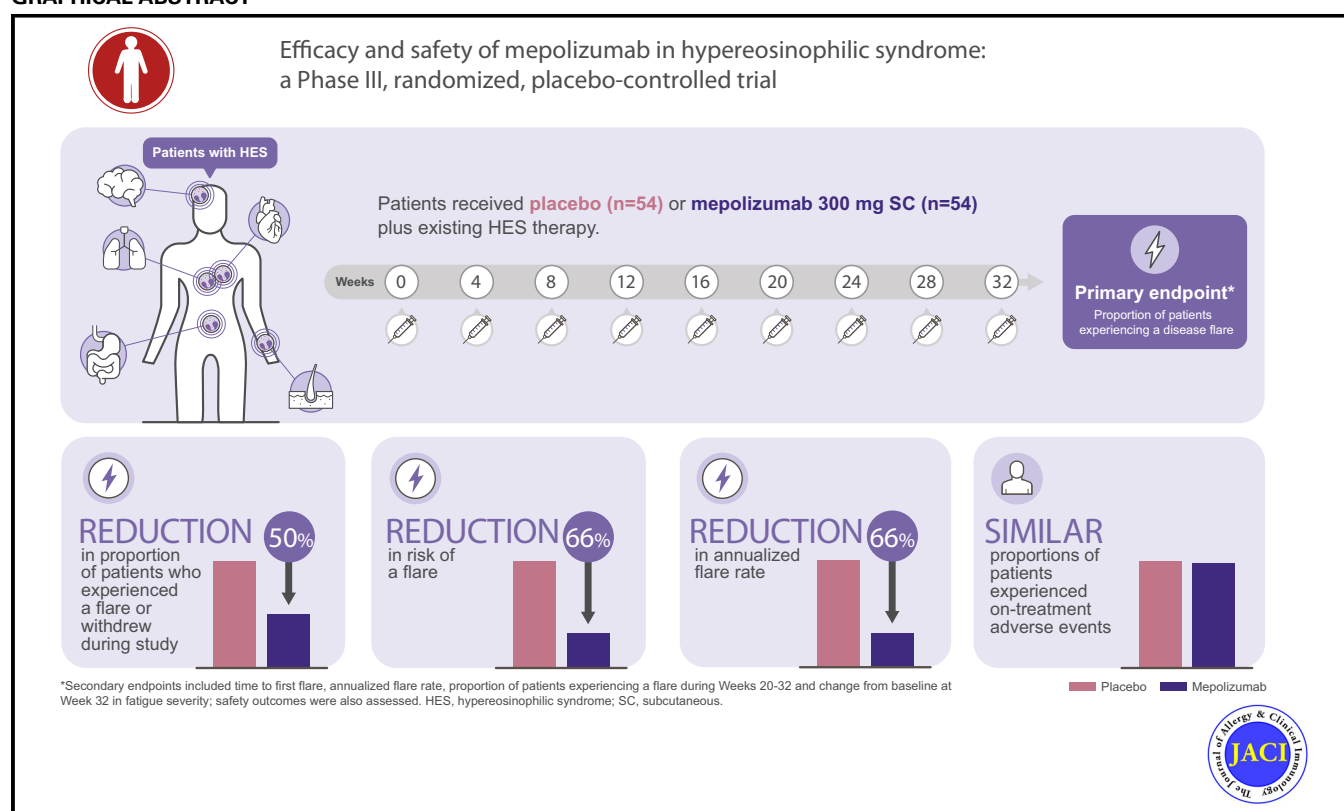 GRAPHICAL ABSTRACT
Efficacy and safety of mepolizumab in hypereosinophilic syndrome:
a Phase III, randomized, placebo-controlled trial
Patients with HES
Patients received placebo (n=54) or mepolizumab 300 mg SC (n=54)
plus existing HES therapy.
Weeks 0 4 8 12 16 20 24 28 32
Primary endpoint*
Proportion of patients
experiencing a disease flare
REDUCTION 50%
in proportion
of patients who
experienced
a flare or
withdrew
during study
REDUCTION 66%
in risk of
a flare
REDUCTION 66%
in annualized
flare rate
SIMILAR
proportions of
patients
experienced
on-treatment
adverse events
*Secondary endpoints included time to first flare, annualized flare rate, proportion of patients experiencing a flare during Weeks 20-32 and change from baseline at
Week 32 in fatigue severity; safety outcomes were also assessed. HES, hypereosinophilic syndrome; SC, subcutaneous.
Placebo Mepolizumab
The Journal of Allergy & Clinical Immunology
JACI